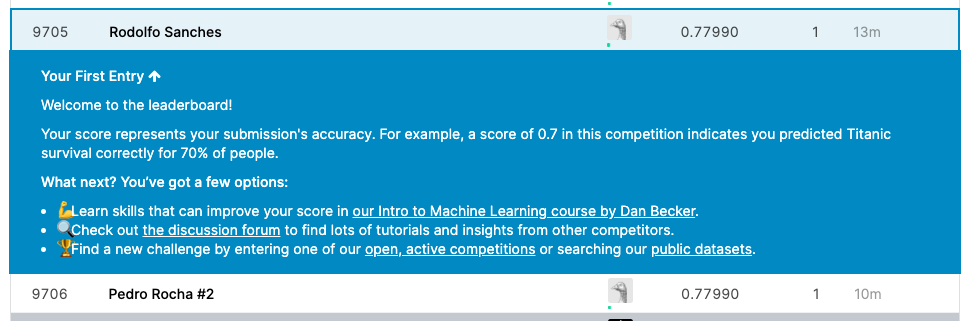 9705 Rodolfo Sanches 0.77990 1 13m
Your First Entry ↑
Welcome to the leaderboard!
Your score represents your submission's accuracy. For example, a score of 0.7 in this competition indicates you predicted Titanic
survival correctly for 70% of people.
What next? You've got a few options:
• 💪Learn skills that can improve your score in our Intro to Machine Learning course by Dan Becker.
• 🔍Check out the discussion forum to find lots of tutorials and insights from other competitors.
• 🏆Find a new challenge by entering one of our open, active competitions or searching our public datasets.
9706 Pedro Rocha #2 0.77990 1 10m